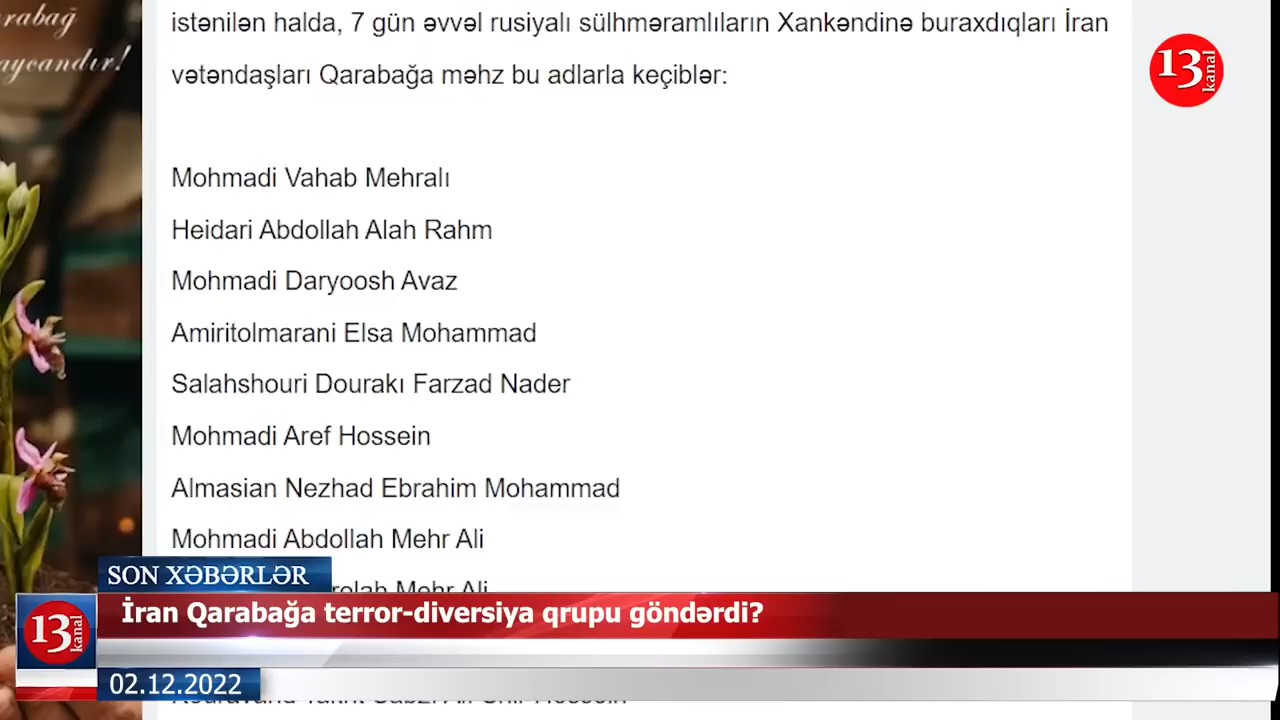 istənilən halda, 7 gün əvvəl rusiyalı sülhməramlıların Xankəndinə buraxdıqları İran
vətəndaşları Qarabağa məhz bu adlarla keçiblər:
13 kanal
aycandır!
Mohmadi Vahab Mehralı
Heidari Abdollah Alah Rahm
Mohmadi Daryoosh Avaz
Amiritolmarani Elsa Mohammad
Salahshouri Dourakı Farzad Nader
Mohmadi Aref Hossein
Almasian Nezhad Ebrahim Mohammad
Mohmadi Abdollah Mehr Ali
Mehr Ali
SON XƏBƏRLƏR
İran Qarabağa terror-diversiya qrupu göndərdi?
13 kanal
02.12.2022